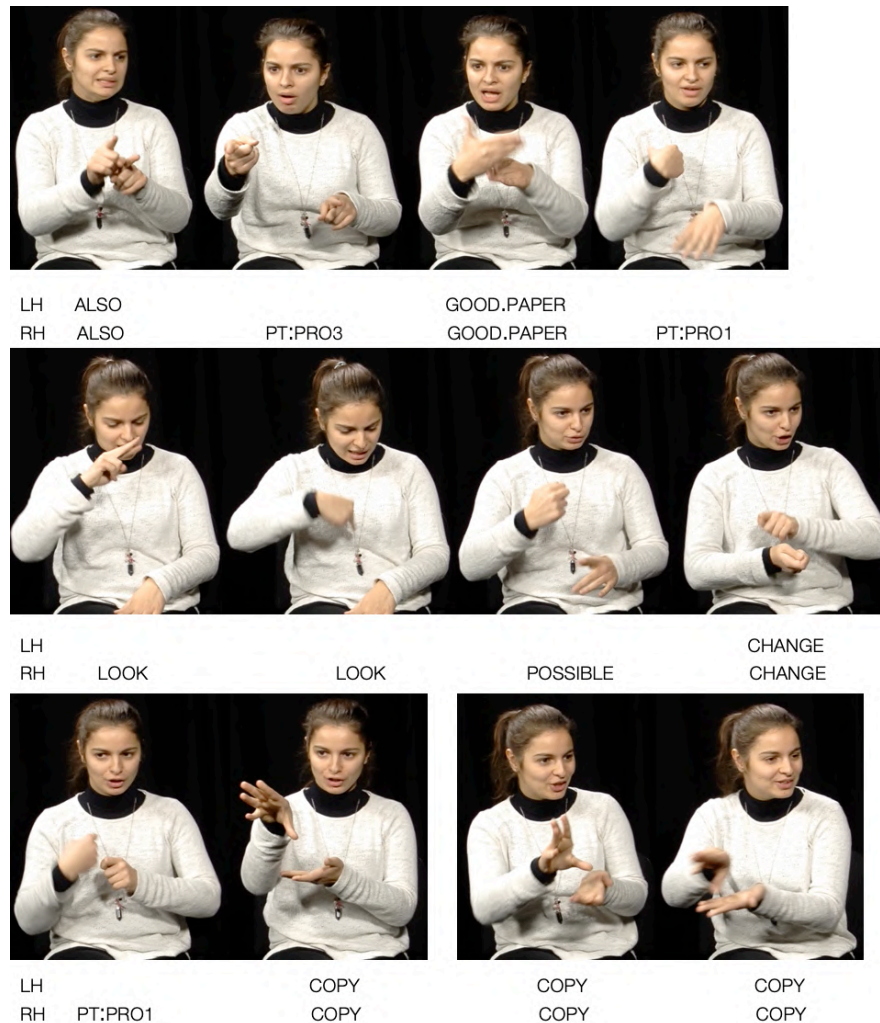 LH ALSO GOOD.PAPER
RH ALSO PT:PRO3 GOOD.PAPER PT:PRO1
LH CHANGE
RH LOOK LOOK POSSIBLE CHANGE
LH COPY COPY COPY
RH PT:PRO1 COPY COPY COPY